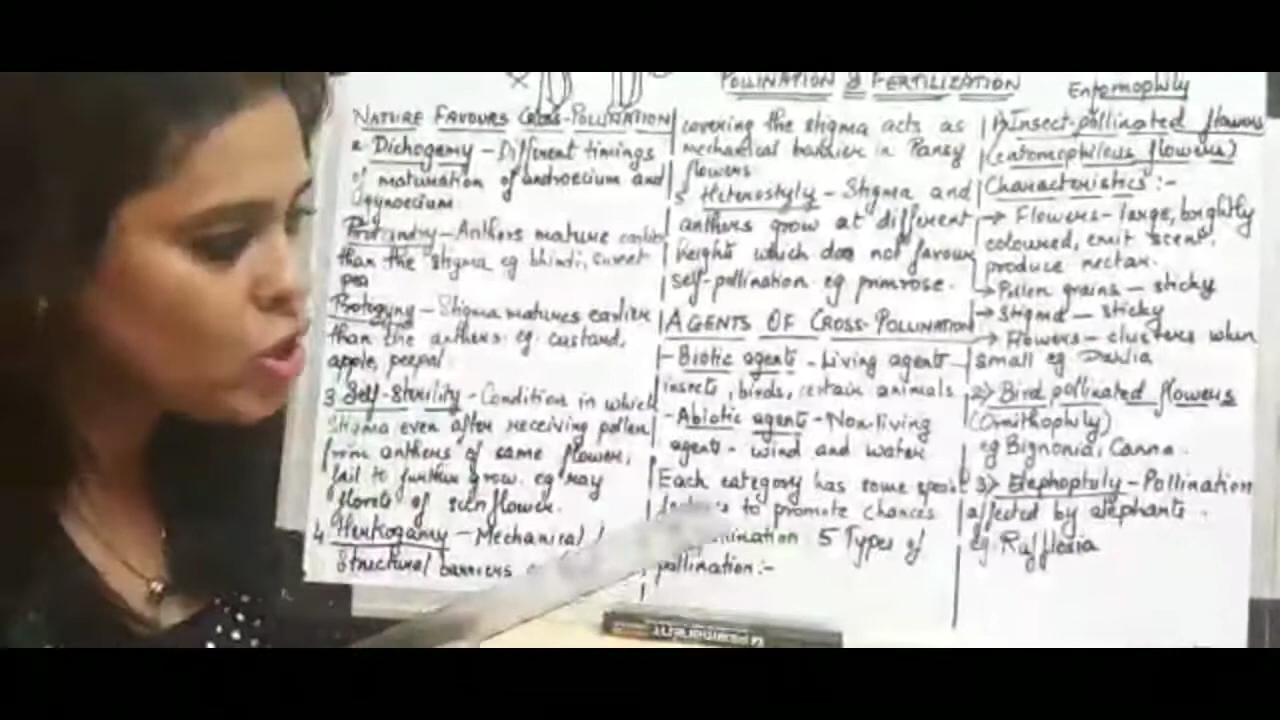 POLLINATION & FERTILIZATION
NATURE FAVOURS CROSS-POLLINATION
2. Dichogamy - Different timings
of maturation of androecium and
gynoecium
Protandry - Anthers mature earlier
than the stigma eg bhindi, sweet
pea
Protogyny - Stigma matures earlier
than the anthers. eg. custard,
apple, peepal.
3 Self-Sterility - Condition in which
stigma even after receiving pollen
from anthers of same flower,
fail to further grow. eg ray
florets of sunflower.
4 Herkogamy - Mechanical /
Structural barriers
covering the stigma acts as
mechanical barrier in Pansy
flowers
5 Heterostyly - Stigma and
anthers grow at different
heights which does not favour
self-pollination eg primrose.
AGENTS OF CROSS-POLLINATION
- Biotic agent - Living agent
insects, birds, certain animals
- Abiotic agent - Non-living
agent - wind and water
Each category has some
to promote chances
5 Types of
pollination:-
Entomophily
1) Insect-pollinated flowers
(entomophilous flowers)
Characteristics:-
→ Flowers - large, brightly
coloured, emit scent,
produce nectar.
→ Pollen grains - sticky
→ Stigma - sticky
→ Flowers - clusters when
small eg Dahlia
2) Bird pollinated flowers
(Ornithophily)
eg Bignonia, Canna.
3) Elephophily - Pollination
affected by elephants.
eg. Rafflesia